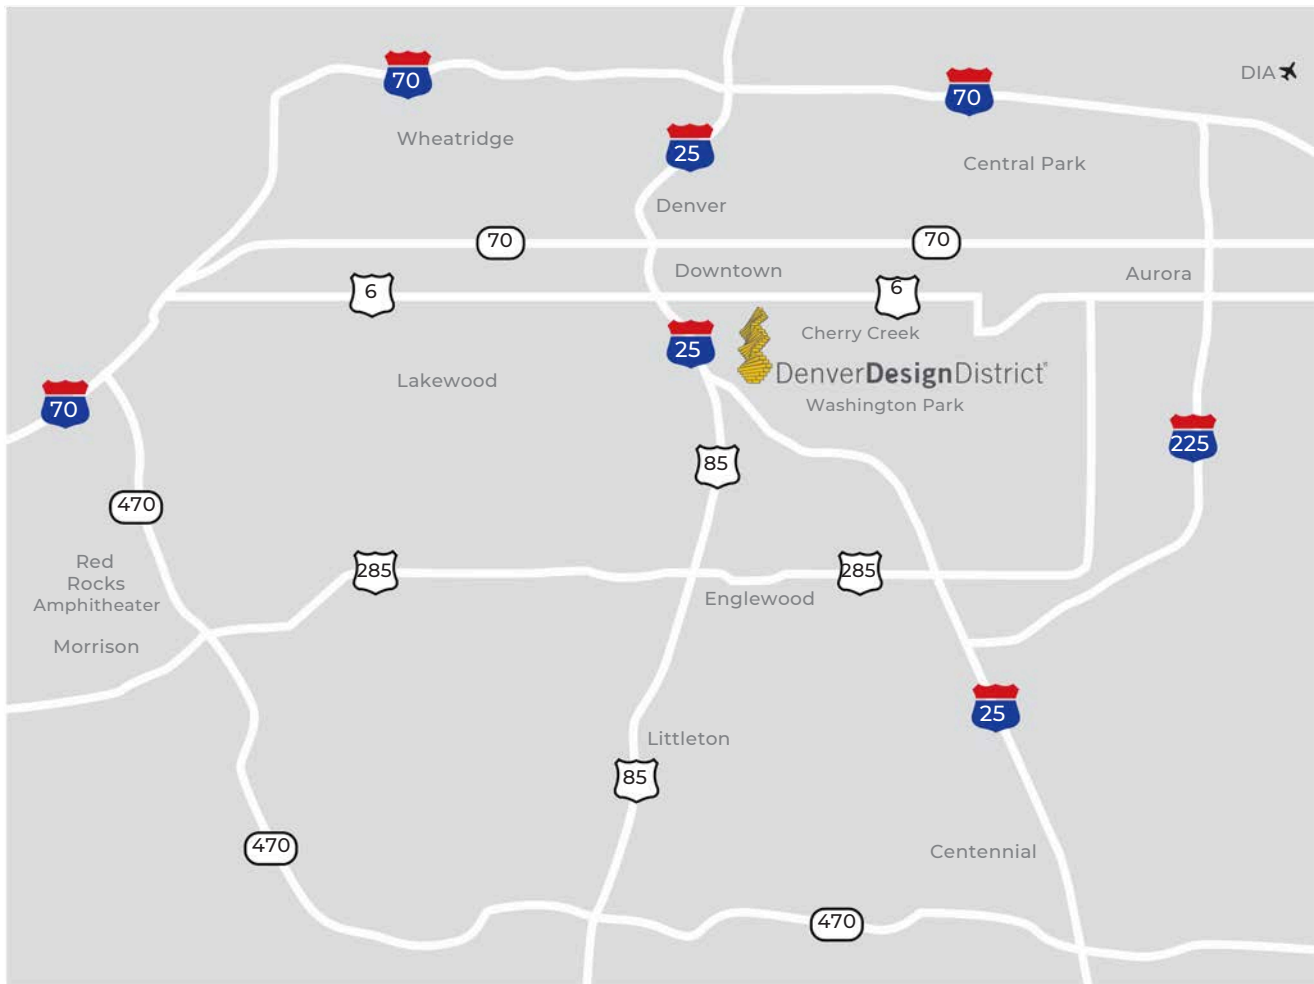 70
70
DIA
25
Wheatridge
Central Park
Denver
70
70
Downtown
Aurora
6
6
Cherry Creek
25
DenverDesignDistrict
Lakewood
Washington Park
70
225
85
470
Red
Rocks
Amphitheater
285
285
Englewood
Morrison
25
Littleton
85
470
Centennial
470